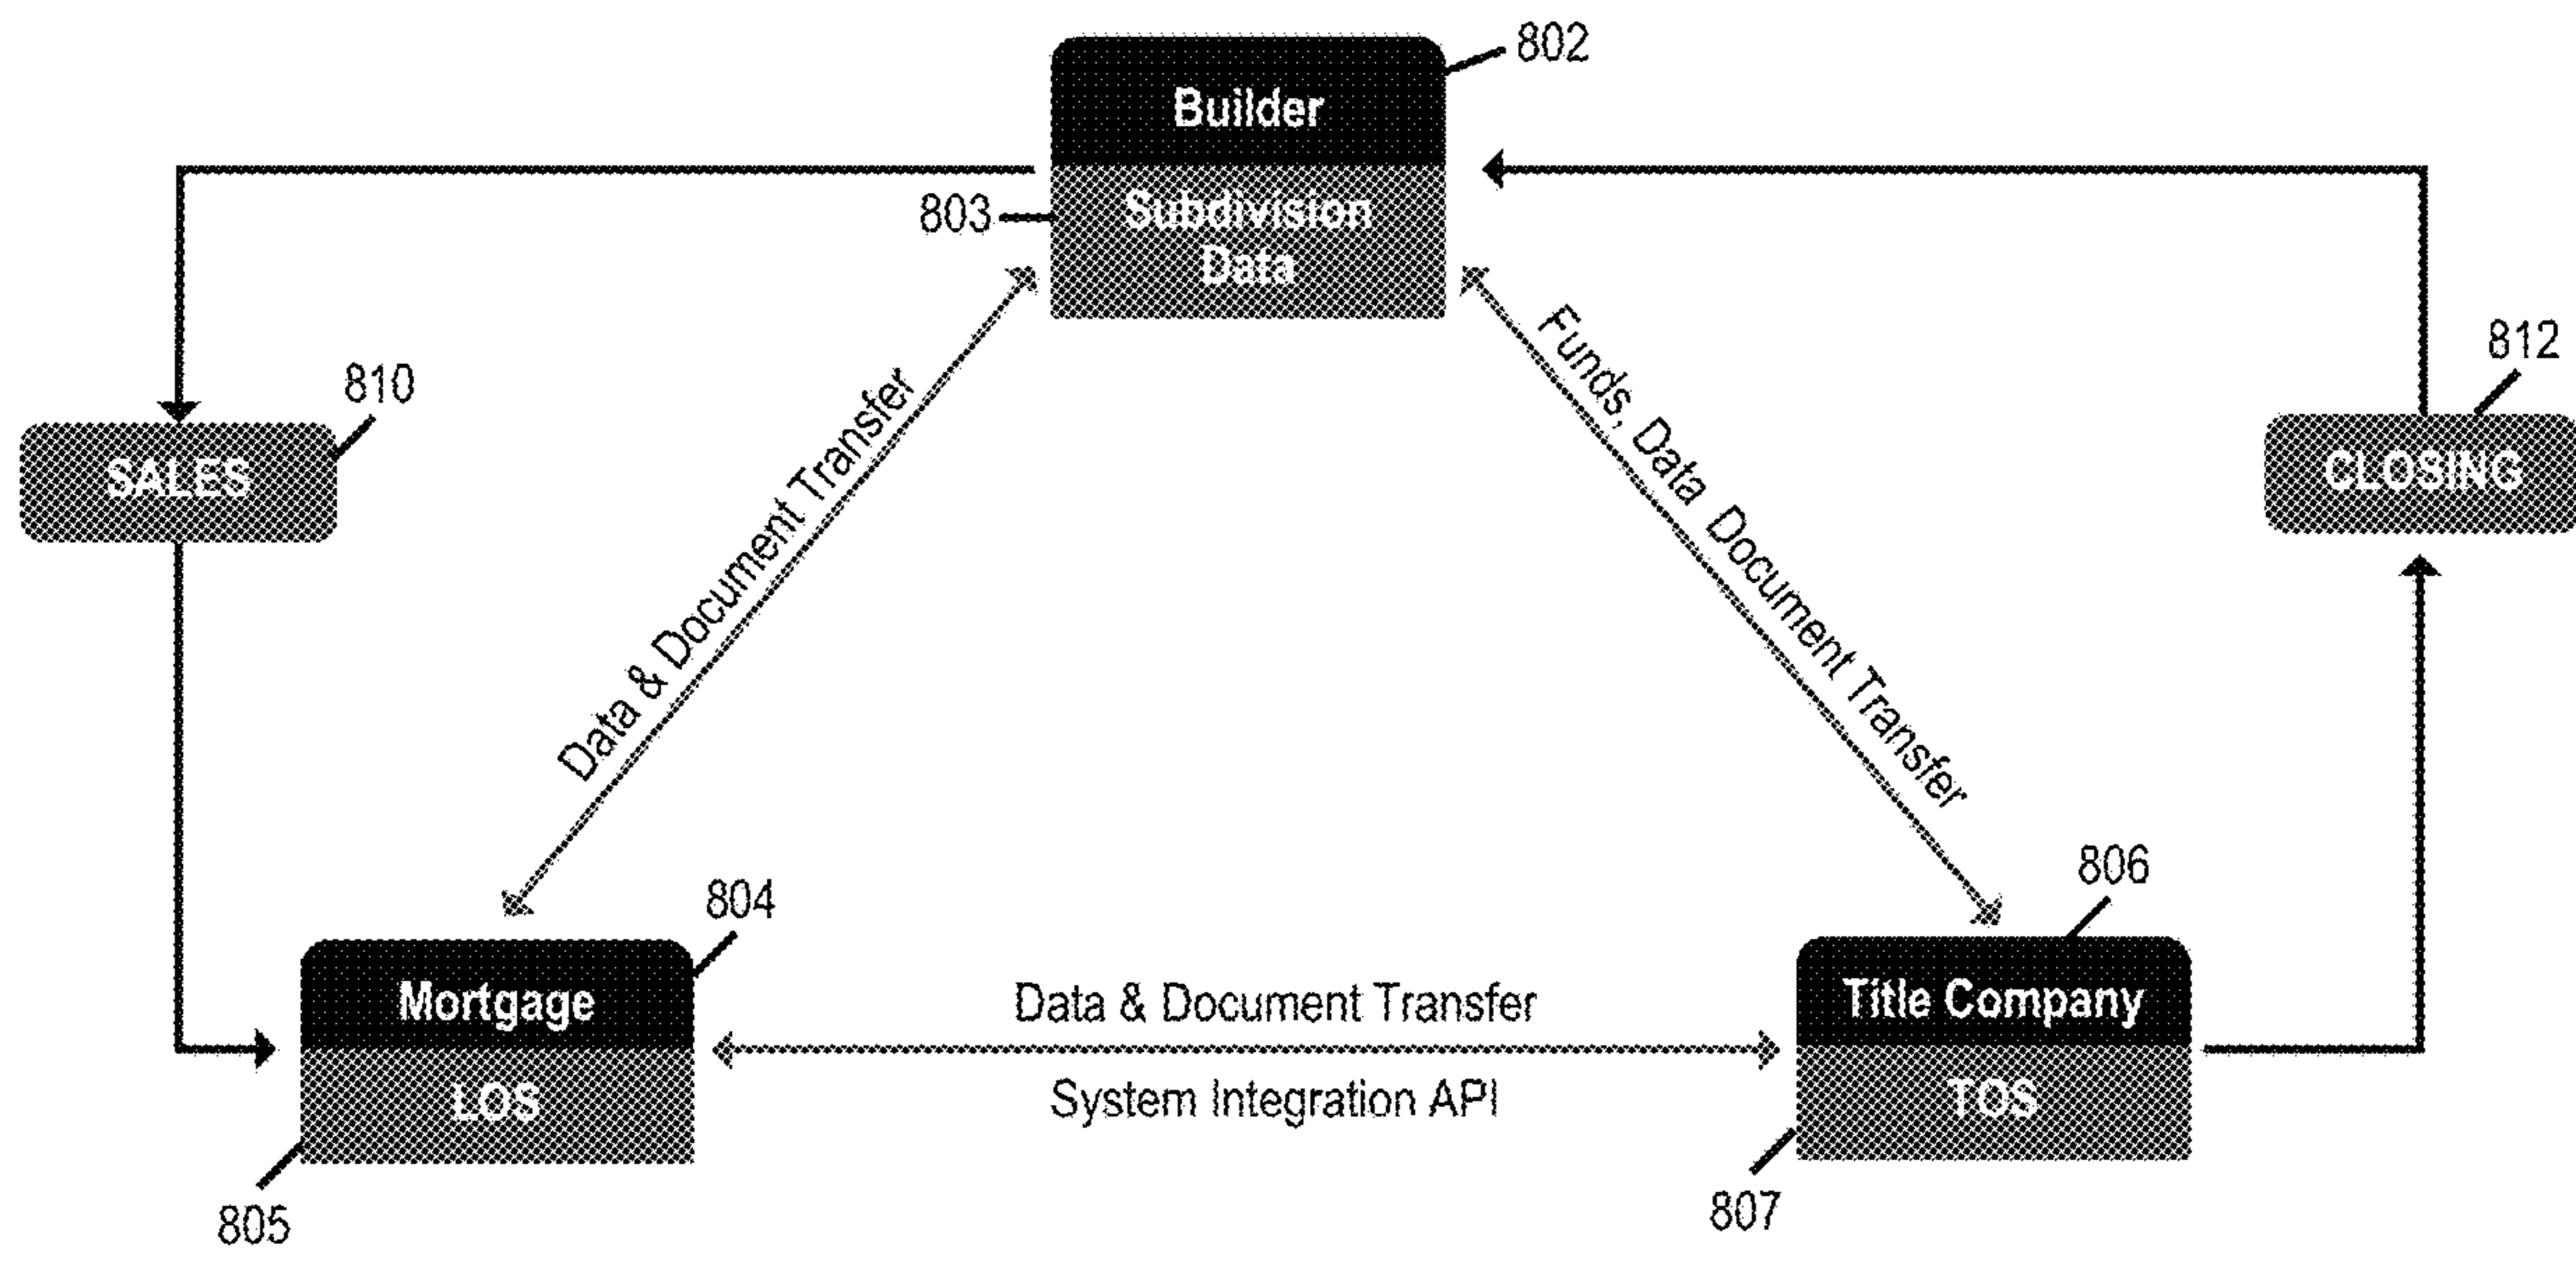 802
Builder
803
Subdivision
Data
812
810
SALES
CLOSING
Data & Document Transfer
Funds, Data Document Transfer
804
806
Mortgage
Data & Document Transfer
Title Company
LOS
System Integration API
TOS
805
807